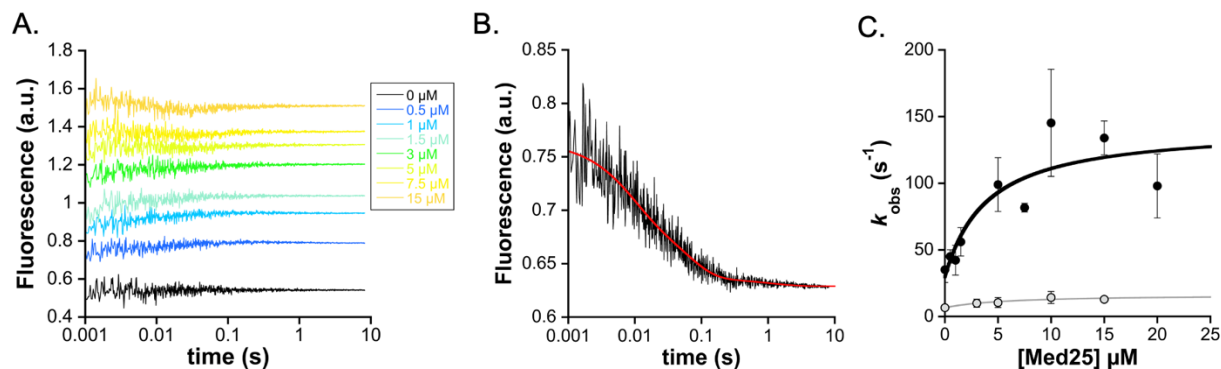 A.
Fluorescence (a.u.)
1.8
1.6
1.4
1.2
1
0.8
0.6
0.4
0.001
0.01
0.1
1
10
time (s)
0 µM
0.5 µM
1 µM
1.5 µM
3 µM
5 µM
7.5 µM
15 µM
B.
Fluorescence (a.u.)
0.85
0.8
0.75
0.7
0.65
0.6
0.001
0.01
0.1
1
10
time (s)
C.
kobs (s-1)
200
150
100
50
0
0
5
10
15
20
25
[Med25] µM